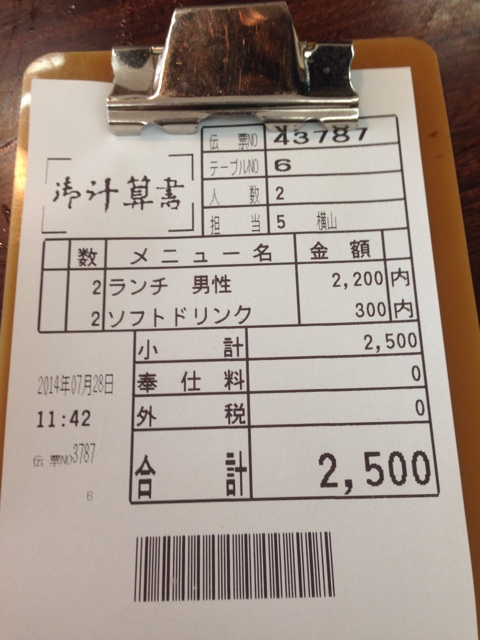 伝票NO 43787
テーブルNO 6
人数 2
担当 5 横山
御計算書
数 メニュー名 金額
2 ランチ 男性 2,200 内
2 ソフトドリンク 300 内
小計 2,500
奉仕料 0
外税 0
合計 2,500
2014年07月28日
11:42
伝票NO3787
6